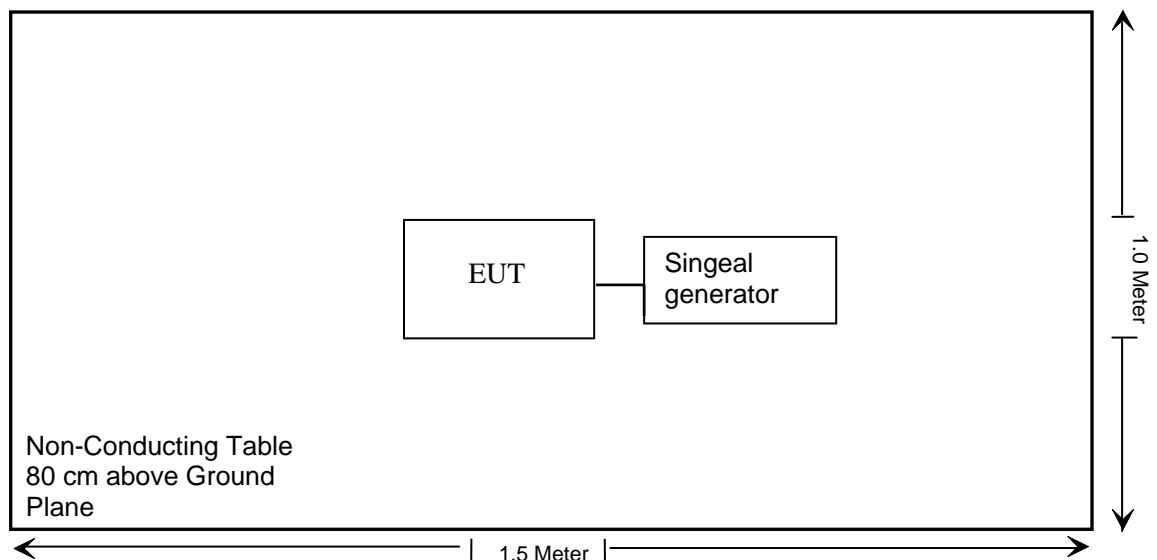 EUT
Singeal
generator
1.0 Meter
Non-Conducting Table
80 cm above Ground
Plane
1.5 Meter